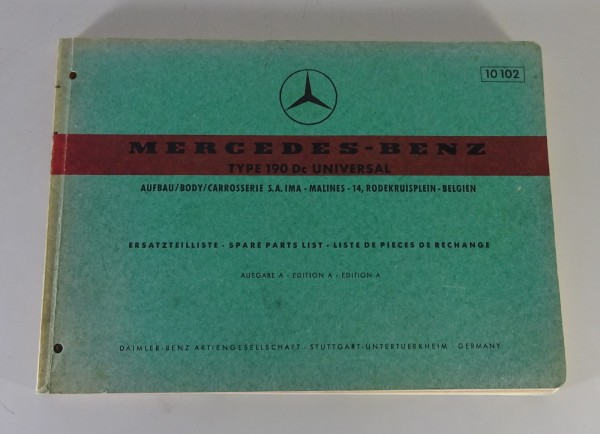 10 102
MERCEDES-BENZ
TYPE 190 Dc UNIVERSAL
AUFBAU/BODY/CARROSSERIE S.A. IMA - MALINES - 14, RODEKRUISPLEIN - BELGIEN
ERSATZTEILLISTE - SPARE PARTS LIST - LISTE DE PIECES DE RECHANGE
AUSGABE A - EDITION A - EDITION A
DAIMLER-BENZ AKTIENGESELLSCHAFT · STUTTGART-UNTERTUERKHEIM · GERMANY